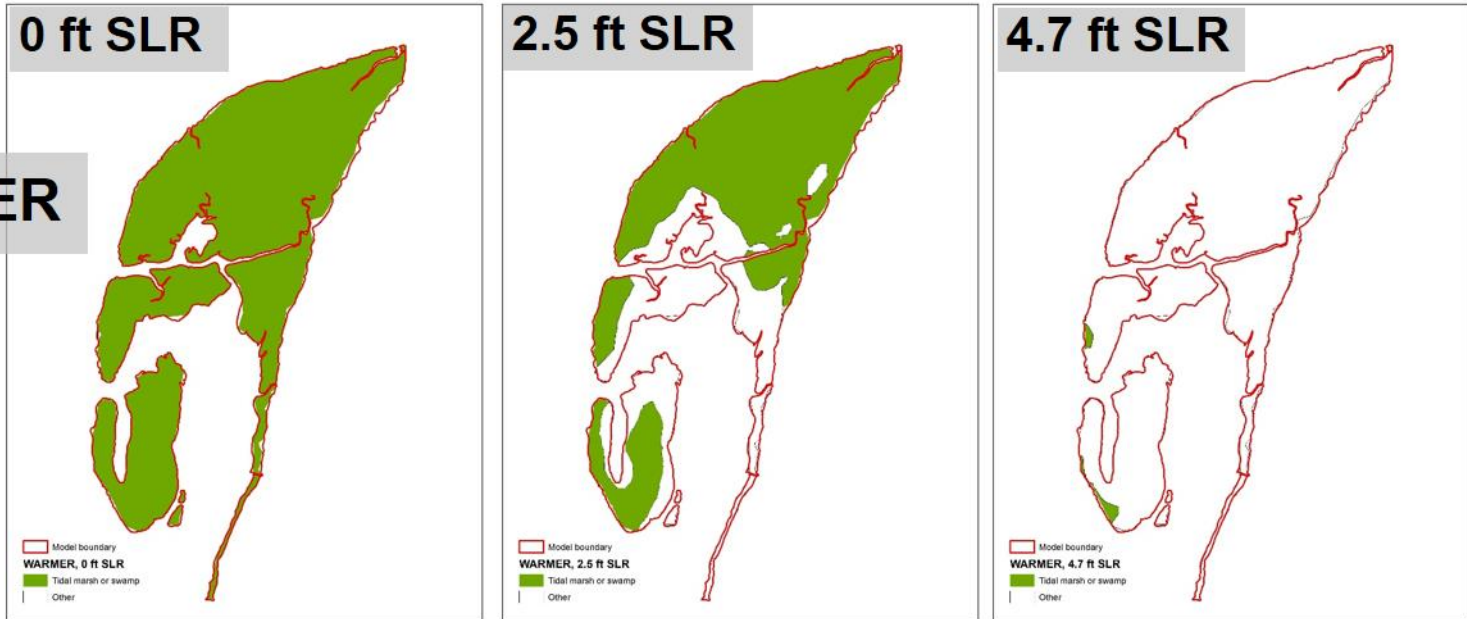 0 ft SLR
2.5 ft SLR
4.7 ft SLR
ER
Model boundary
WARMER, 0 ft SLR
Tidal marsh or swamp
Other
Model boundary
WARMER, 2.5 ft SLR
Tidal marsh or swamp
Other
Model boundary
WARMER, 4.7 ft SLR
Tidal marsh or swamp
Other